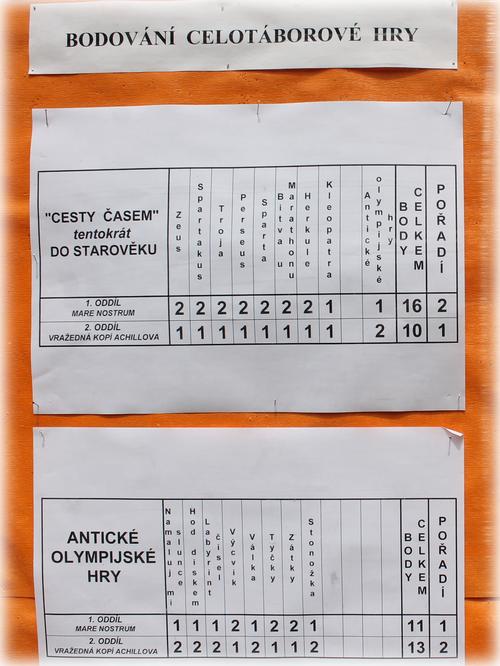 BODOVÁNÍ CELOTÁBOROVÉ HRY
"CESTY ČASEM"
tentokrát
DO STAROVĚKU
Zeus
Spartakus
Troja
Perseus
Sparta
Bitva u
Marathonu
Herkule
Kleopatra
Antické
olympijské
hry
BODY
CELKEM
POŘADÍ
1. ODDÍL
MARE NOSTRUM
2 2 2 2 2 2 2 1 1 16 2
2. ODDÍL
VRAŽEDNÁ KOPÍ ACHILLOVA
1 1 1 1 1 1 1 1 2 10 1
ANTICKÉ
OLYMPIJSKÉ
HRY
Namaluj mi
slunce
Hod diskem
Labyrint
čísel
Výcvik
Válka
Tyčky
Zátky
Stonožka
BODY
CELKEM
POŘADÍ
1. ODDÍL
MARE NOSTRUM
1 1 1 2 1 2 2 1 11 1
2. ODDÍL
VRAŽEDNÁ KOPÍ ACHILLOVA
2 2 2 1 2 1 1 2 13 2